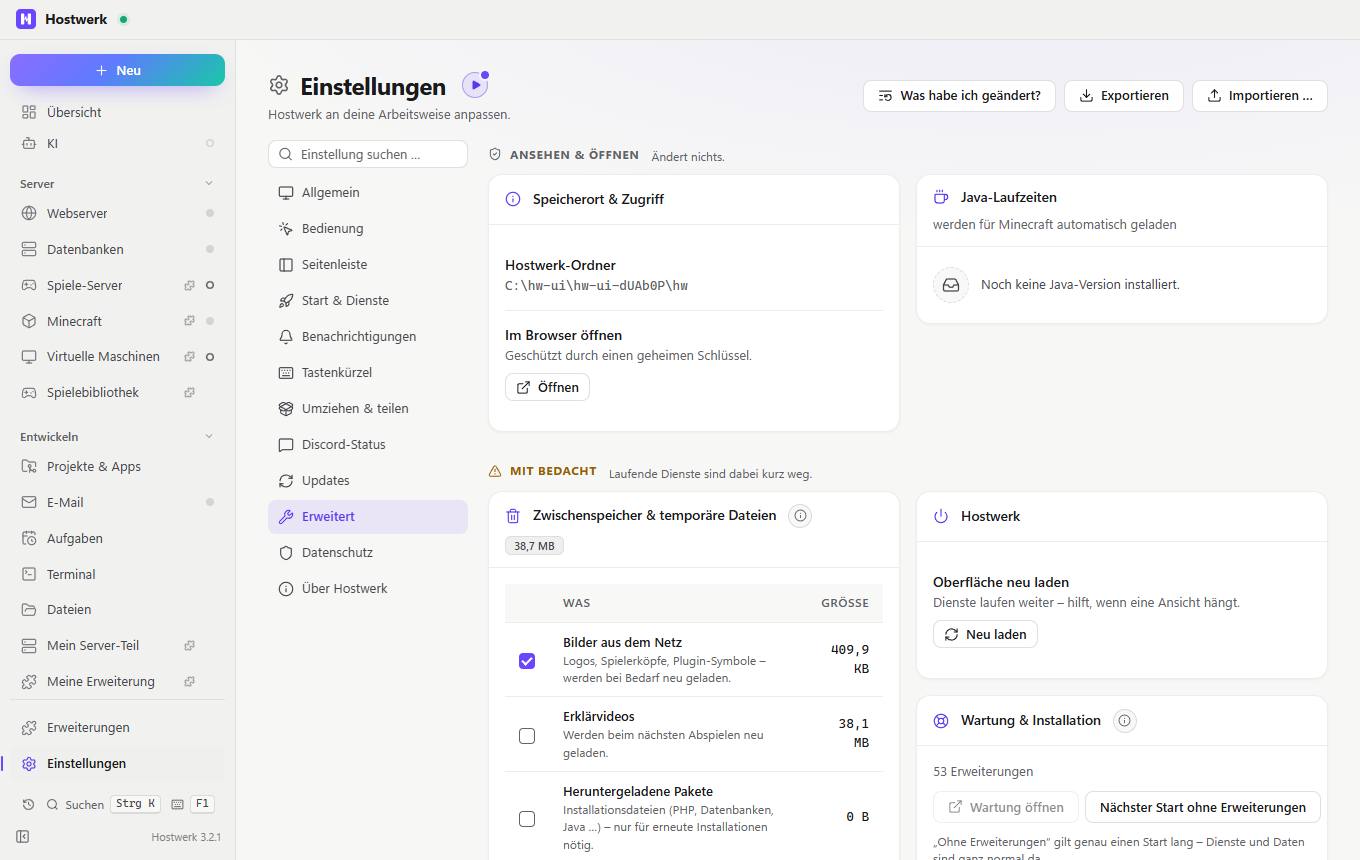 Hostwerk
Neu
Übersicht
KI
Server
Webserver
Datenbanken
Spiele-Server
Minecraft
Virtuelle Maschinen
Spielebibliothek
Entwickeln
Projekte & Apps
E-Mail
Aufgaben
Terminal
Dateien
Mein Server-Teil
Meine Erweiterung
Erweiterungen
Einstellungen
Suchen Strg K F1
Hostwerk 3.2.1
Einstellungen
Hostwerk an deine Arbeitsweise anpassen.
Was habe ich geändert?
Exportieren
Importieren ...
Einstellung suchen ...
Allgemein
Bedienung
Seitenleiste
Start & Dienste
Benachrichtigungen
Tastenkürzel
Umziehen & teilen
Discord-Status
Updates
Erweitert
Datenschutz
Über Hostwerk
ANSEHEN & ÖFFNEN Ändert nichts.
Speicherort & Zugriff
Hostwerk-Ordner
C:\hw-ui\hw-ui-dUAb0P\hw
Im Browser öffnen
Geschützt durch einen geheimen Schlüssel.
Öffnen
Java-Laufzeiten
werden für Minecraft automatisch geladen
Noch keine Java-Version installiert.
MIT BEDACHT Laufende Dienste sind dabei kurz weg.
Zwischenspeicher & temporäre Dateien
38,7 MB
WAS GRÖSSE
Bilder aus dem Netz
Logos, Spielerköpfe, Plugin-Symbole –
werden bei Bedarf neu geladen.
409,9
KB
Erklärvideos
Werden beim nächsten Abspielen neu
geladen.
38,1
MB
Heruntergeladene Pakete
Installationsdateien (PHP, Datenbanken,
Java ...) – nur für erneute Installationen
nötig.
0 B
Hostwerk
Oberfläche neu laden
Dienste laufen weiter – hilft, wenn eine Ansicht hängt.
Neu laden
Wartung & Installation
53 Erweiterungen
Wartung öffnen
Nächster Start ohne Erweiterungen
„Ohne Erweiterungen“ gilt genau einen Start lang – Dienste und Daten
sind ganz normal da.